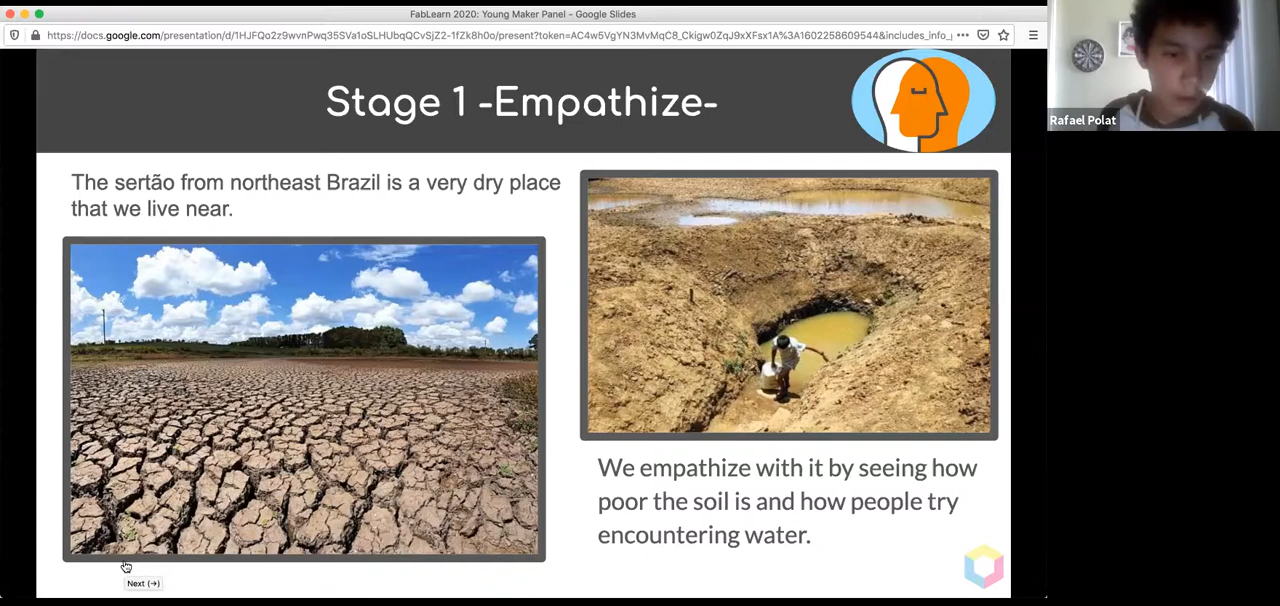 FabLearn 2020: Young Maker Panel - Google Slides
https://docs.google.com/presentation/d/1HJFQo2z9wvnPwq35SVa1oSLHUbqQCvSjZ2-1fZk8h0o/present?token=AC4w5VgYN3MvMqC8_Ckigw0ZqJ9xXFsx1A%3A1602258609544&includes_info_
Stage 1 -Empathize-
Rafael Polat
The sertão from northeast Brazil is a very dry place
that we live near.
We empathize with it by seeing how
poor the soil is and how people try
encountering water.
Next (→)